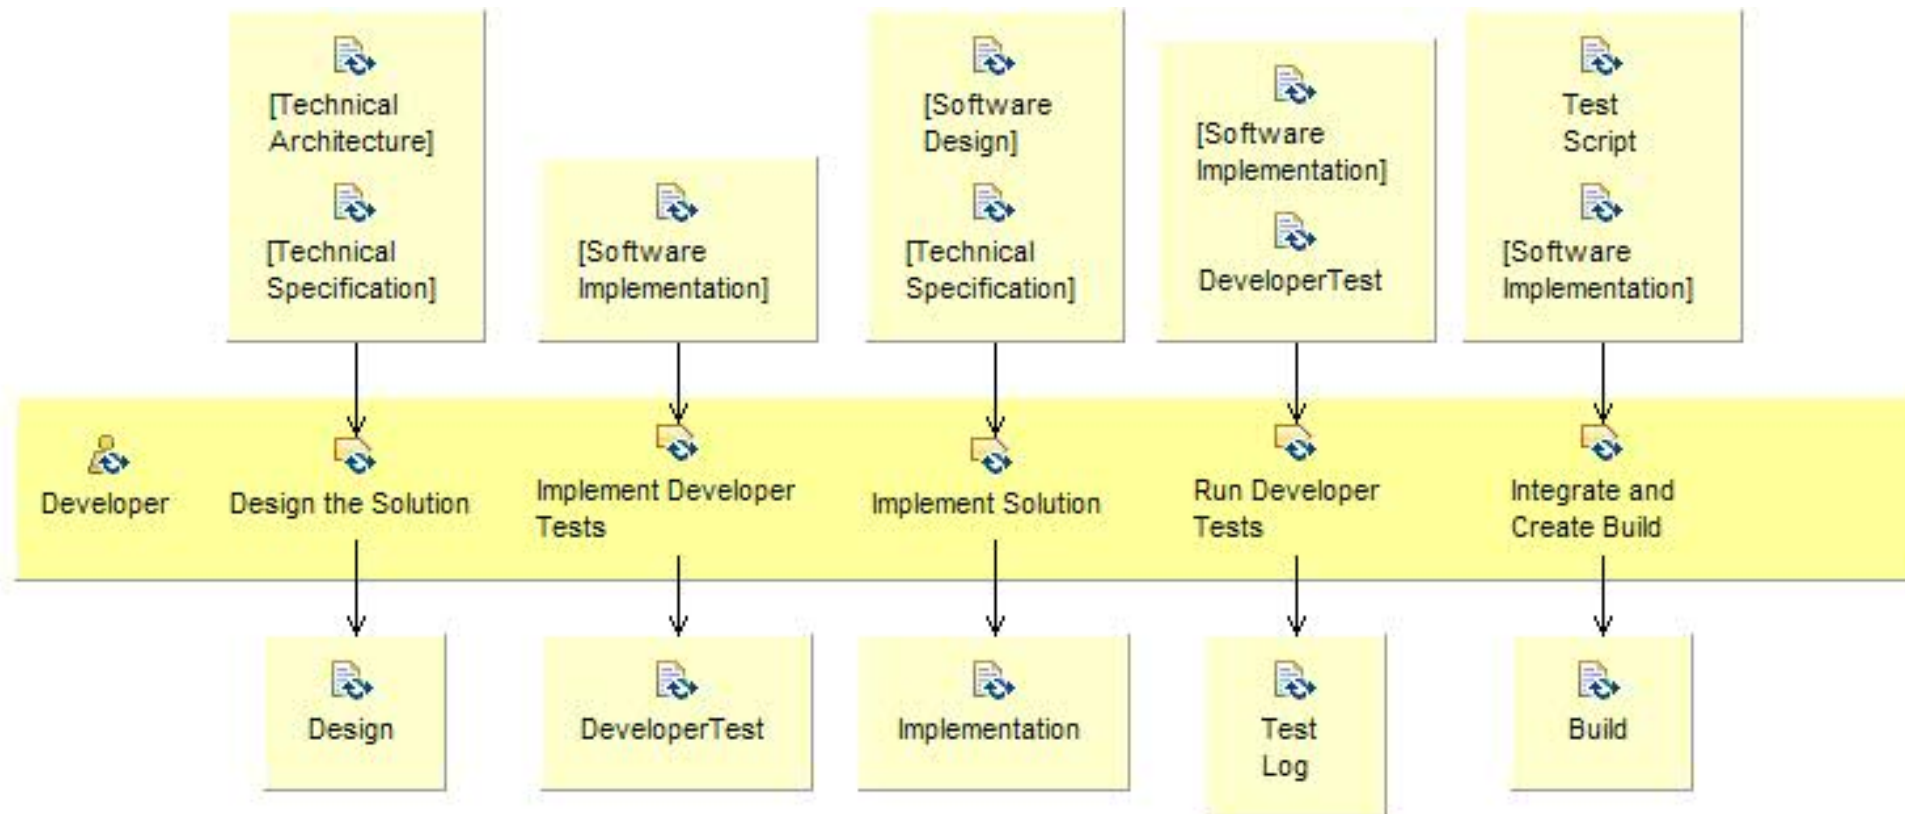 [Technical
Architecture]
[Technical
Specification]
[Software
Implementation]
[Software
Design]
[Technical
Specification]
[Software
Implementation]
DeveloperTest
Test
Script
[Software
Implementation]
Developer
Design the Solution
Implement Developer
Tests
Implement Solution
Run Developer
Tests
Integrate and
Create Build
Design
DeveloperTest
Implementation
Test
Log
Build